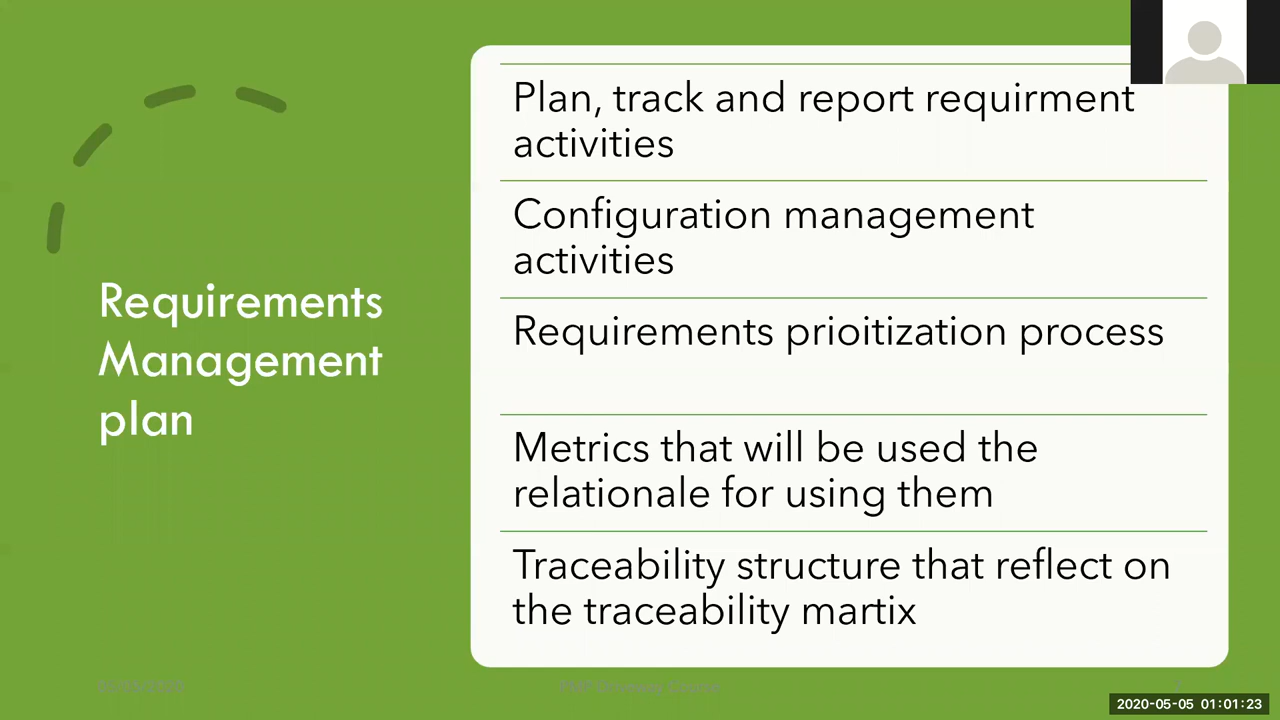 Requirements
Management
plan
Plan, track and report requirment
activities
Configuration management
activities
Requirements prioitization process
Metrics that will be used the
relationale for using them
Traceability structure that reflect on
the traceability martix
2020-05-05 01:01:23